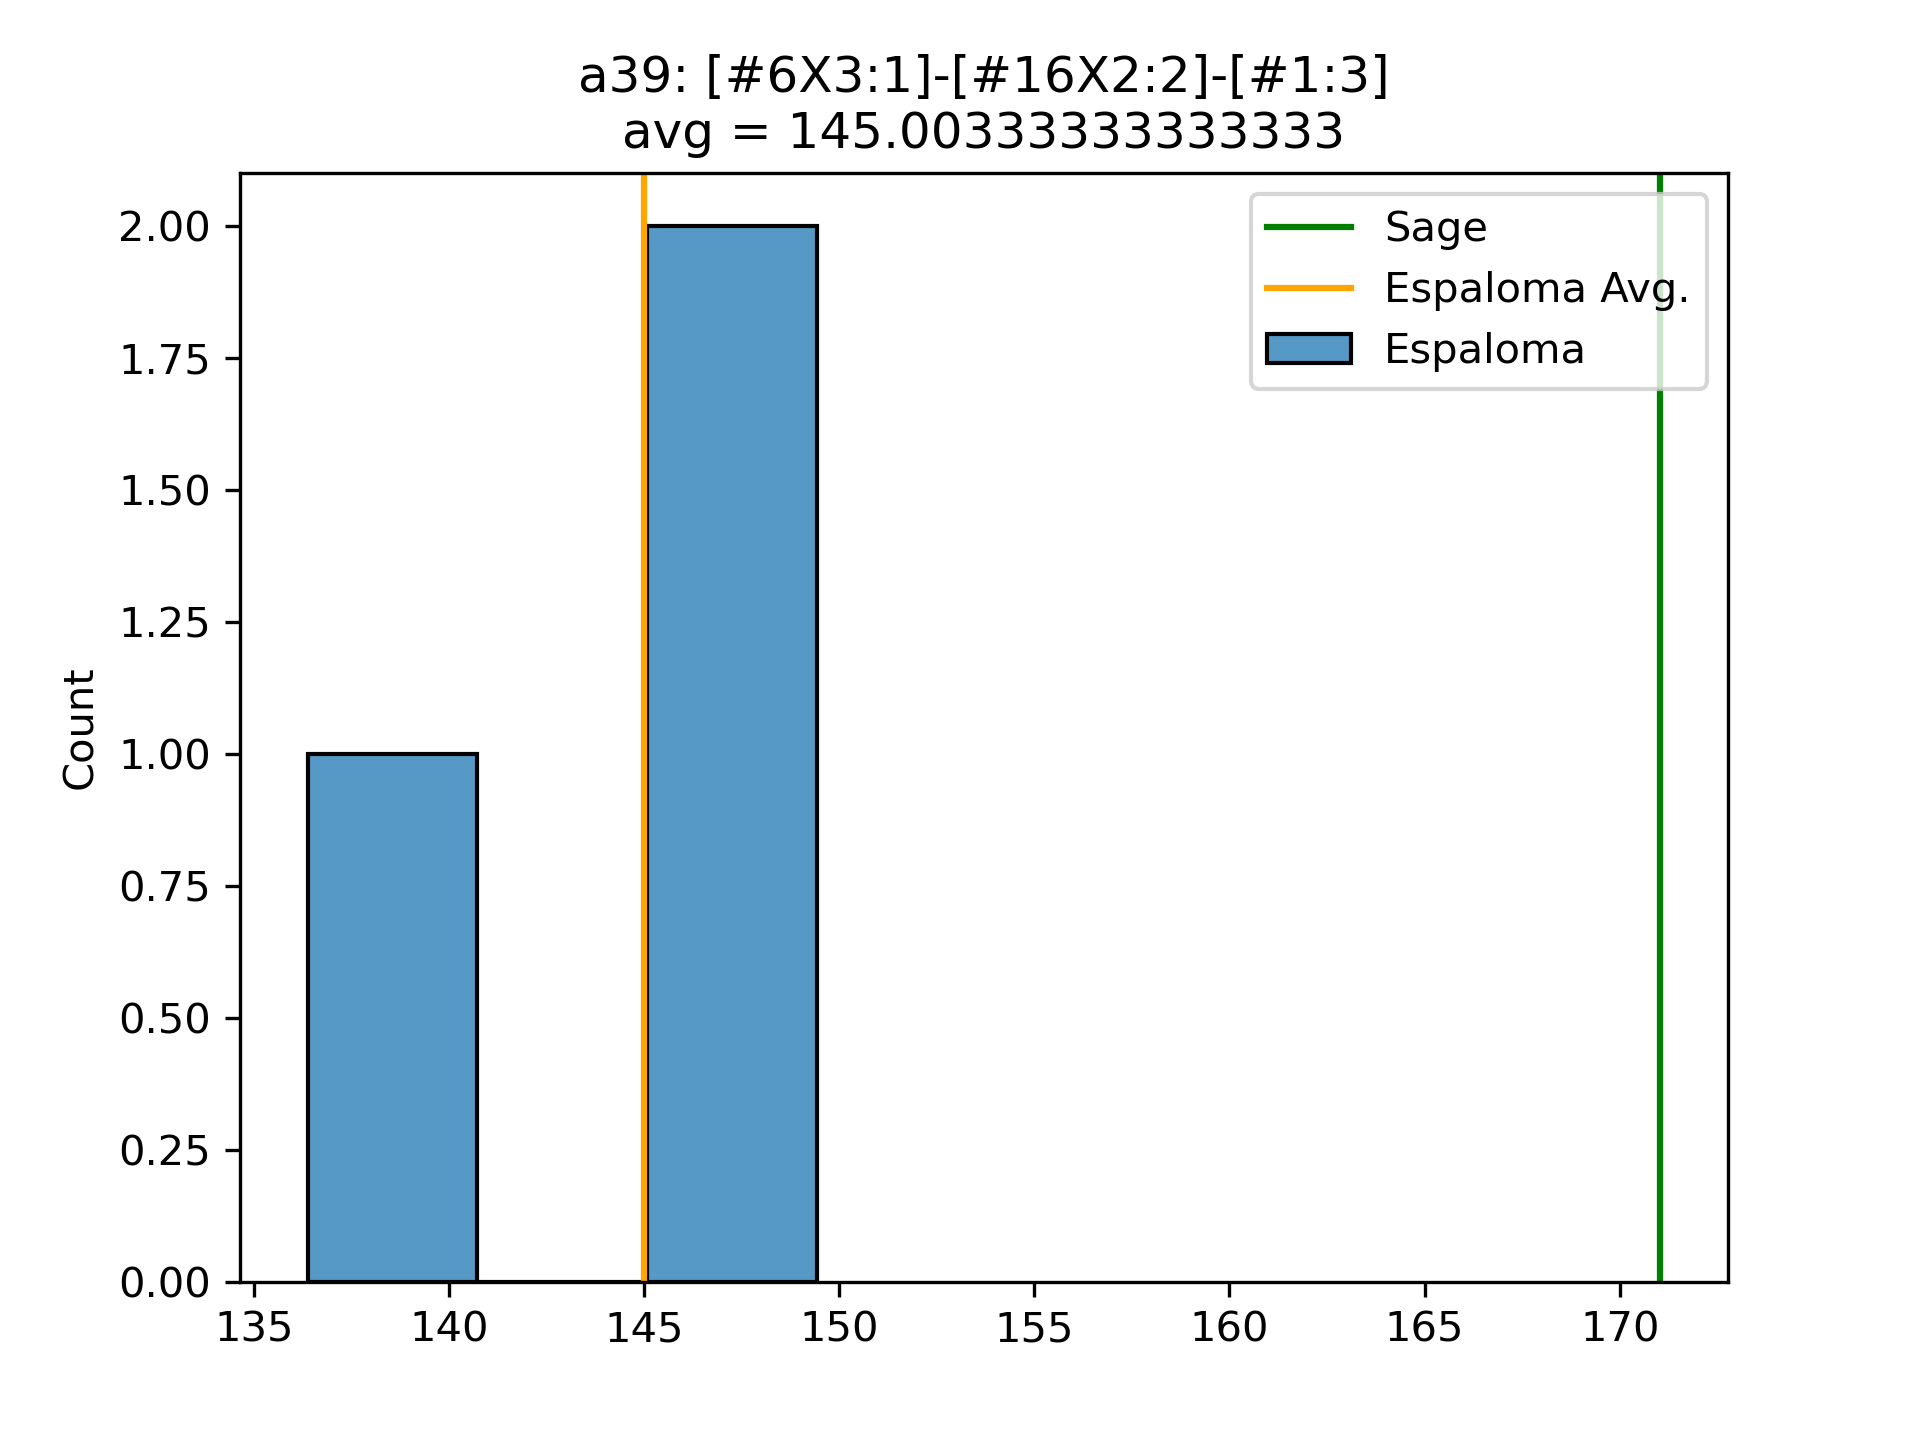 a39: [#6X3:1]-[#16X2:2]-[#1:3]
avg = 145.00333333333333
Sage
Espaloma Avg.
Espaloma
Count
2.00
1.75
1.50
1.25
1.00
0.75
0.50
0.25
0.00
135 140 145 150 155 160 165 170